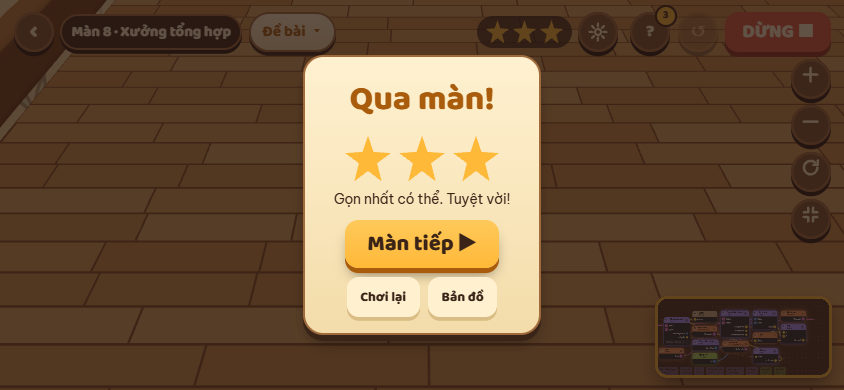 Màn 8 · Xưởng tổng hợp
Đề bài
?
3
DỪNG
Qua màn!
Gọn nhất có thể. Tuyệt vời!
Màn tiếp
Chơi lại
Bản đồ